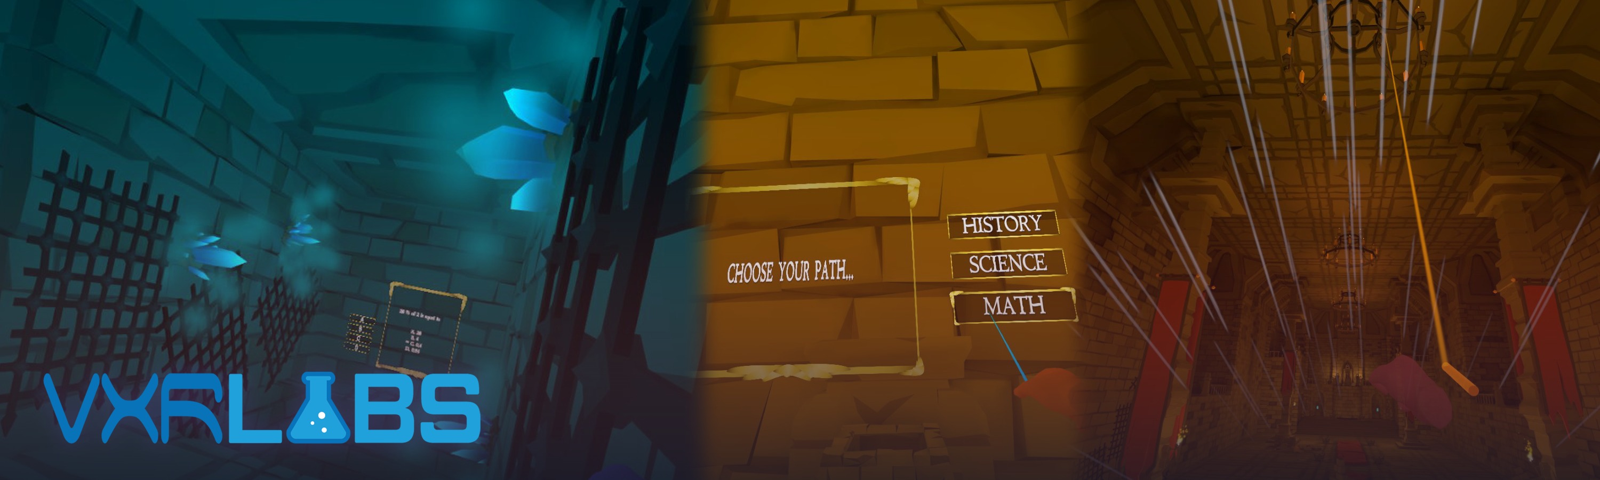 VXRLABS
CHOOSE YOUR PATH...
HISTORY
SCIENCE
MATH